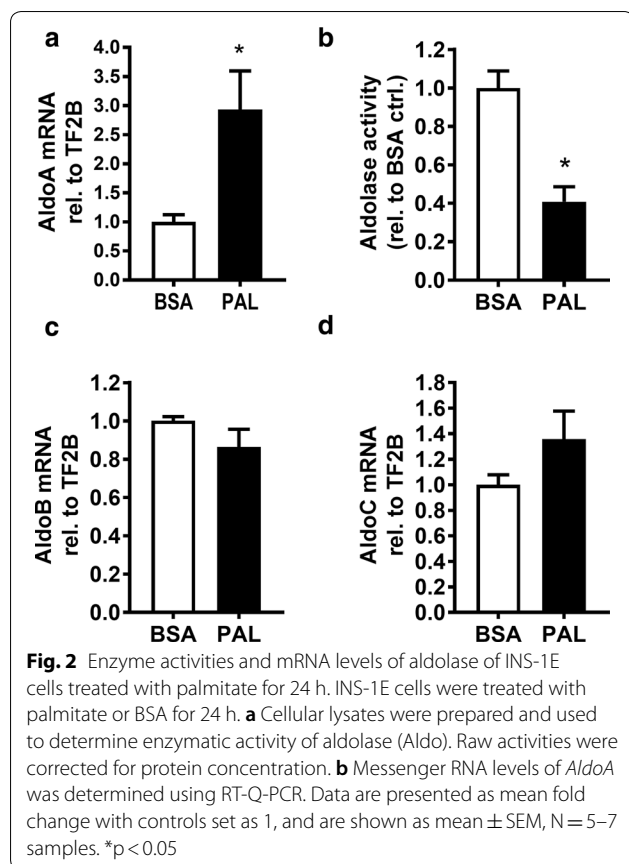 a
b
*
AldoA mRNA
rel. to TF2B
4.0
3.5
3.0
2.5
2.0
1.5
1.0
0.5
0.0
BSA PAL
Aldolase activity
(rel. to BSA ctrl.)
1.2
1.0
0.8
0.6
0.4
0.2
0.0
*
BSA PAL
c
d
AldoB mRNA
rel. to TF2B
1.2
1.0
0.8
0.6
0.4
0.2
0.0
BSA PAL
AldoC mRNA
rel. to TF2B
1.8
1.6
1.4
1.2
1.0
0.8
0.6
0.4
0.2
0.0
BSA PAL
Fig. 2 Enzyme activities and mRNA levels of aldolase of INS-1E
cells treated with palmitate for 24 h. INS-1E cells were treated with
palmitate or BSA for 24 h. a Cellular lysates were prepared and used
to determine enzymatic activity of aldolase (Aldo). Raw activities were
corrected for protein concentration. b Messenger RNA levels of AldoA
was determined using RT-Q-PCR. Data are presented as mean fold
change with controls set as 1, and are shown as mean ± SEM, N = 5–7
samples. *p < 0.05